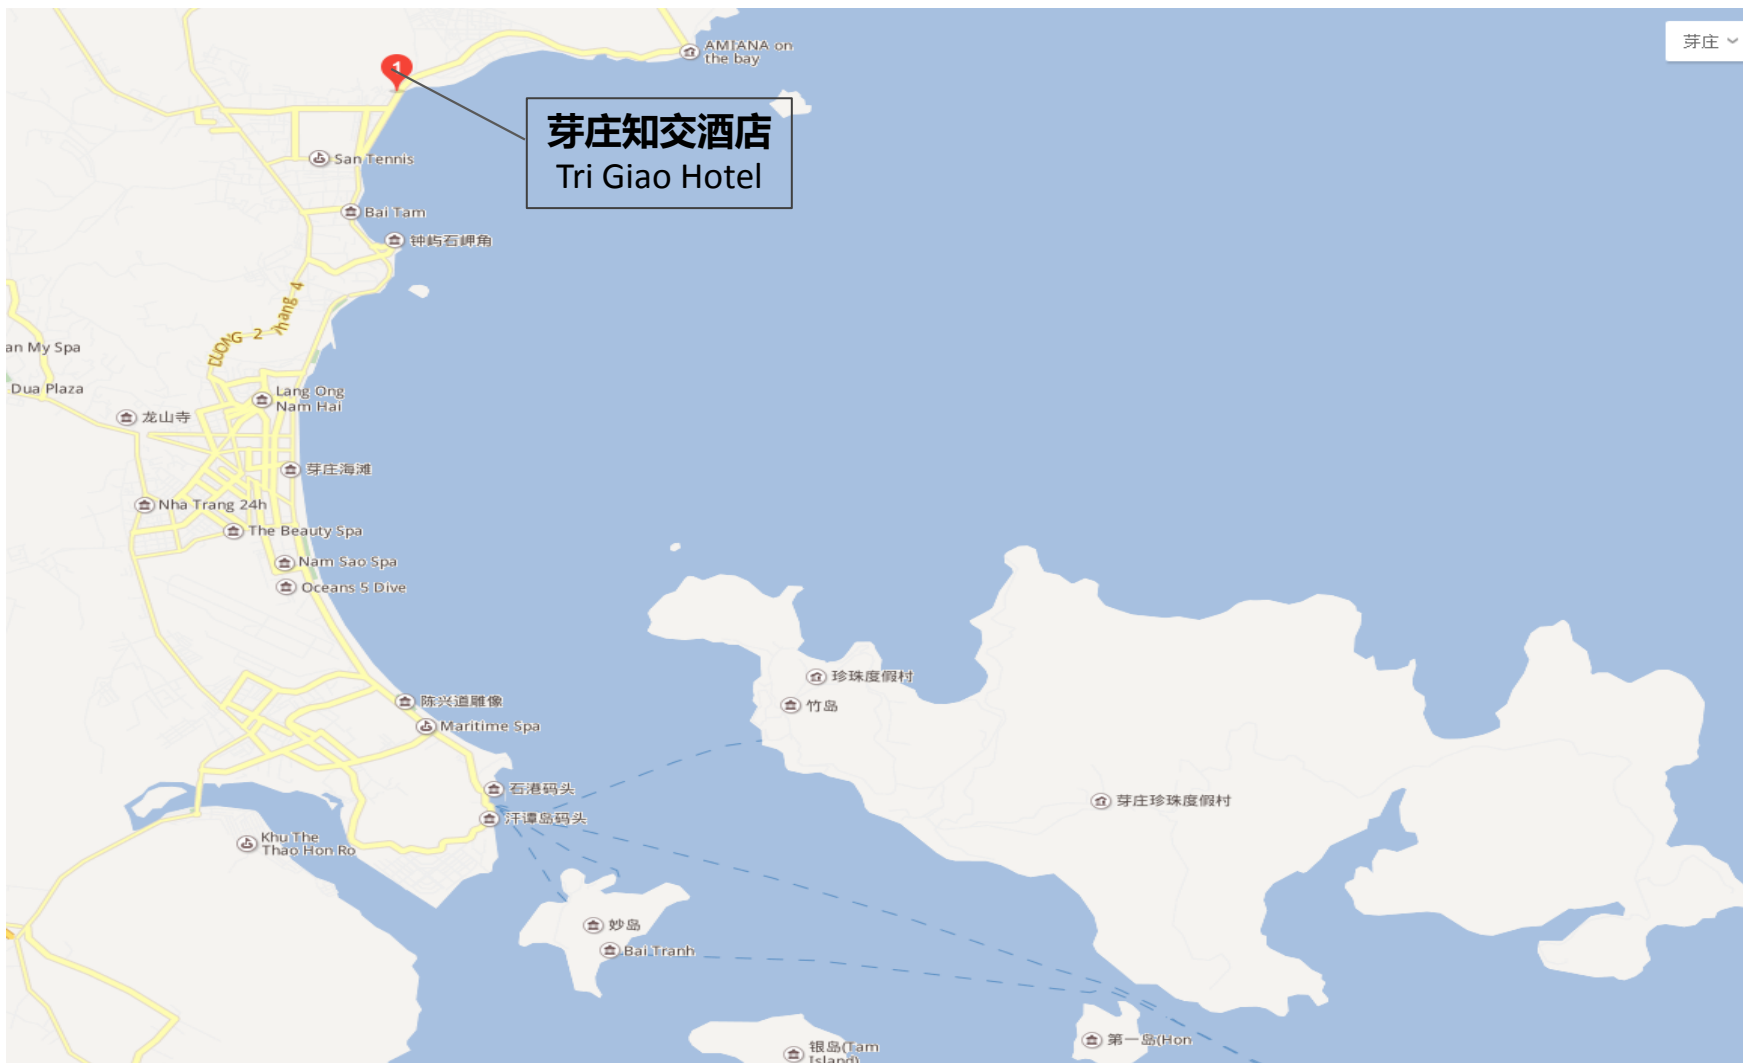 芽庄
AMIANA on
the bay
1
芽庄知交酒店
Tri Giao Hotel
San Tennis
Bai Tam
钟屿石岬角
DUONG 2 Thang 4
an My Spa
Dua Plaza
Lang Ong
Nam Hai
龙山寺
芽庄海滩
Nha Trang 24h
The Beauty Spa
Nam Sao Spa
Oceans 5 Dive
珍珠度假村
竹岛
陈兴道雕像
Maritime Spa
石港码头
汗谭岛码头
芽庄珍珠度假村
Khu The
Thao Hon Ro
妙岛
Bai Tranh
第一岛(Hon
银岛(Tam
Island)